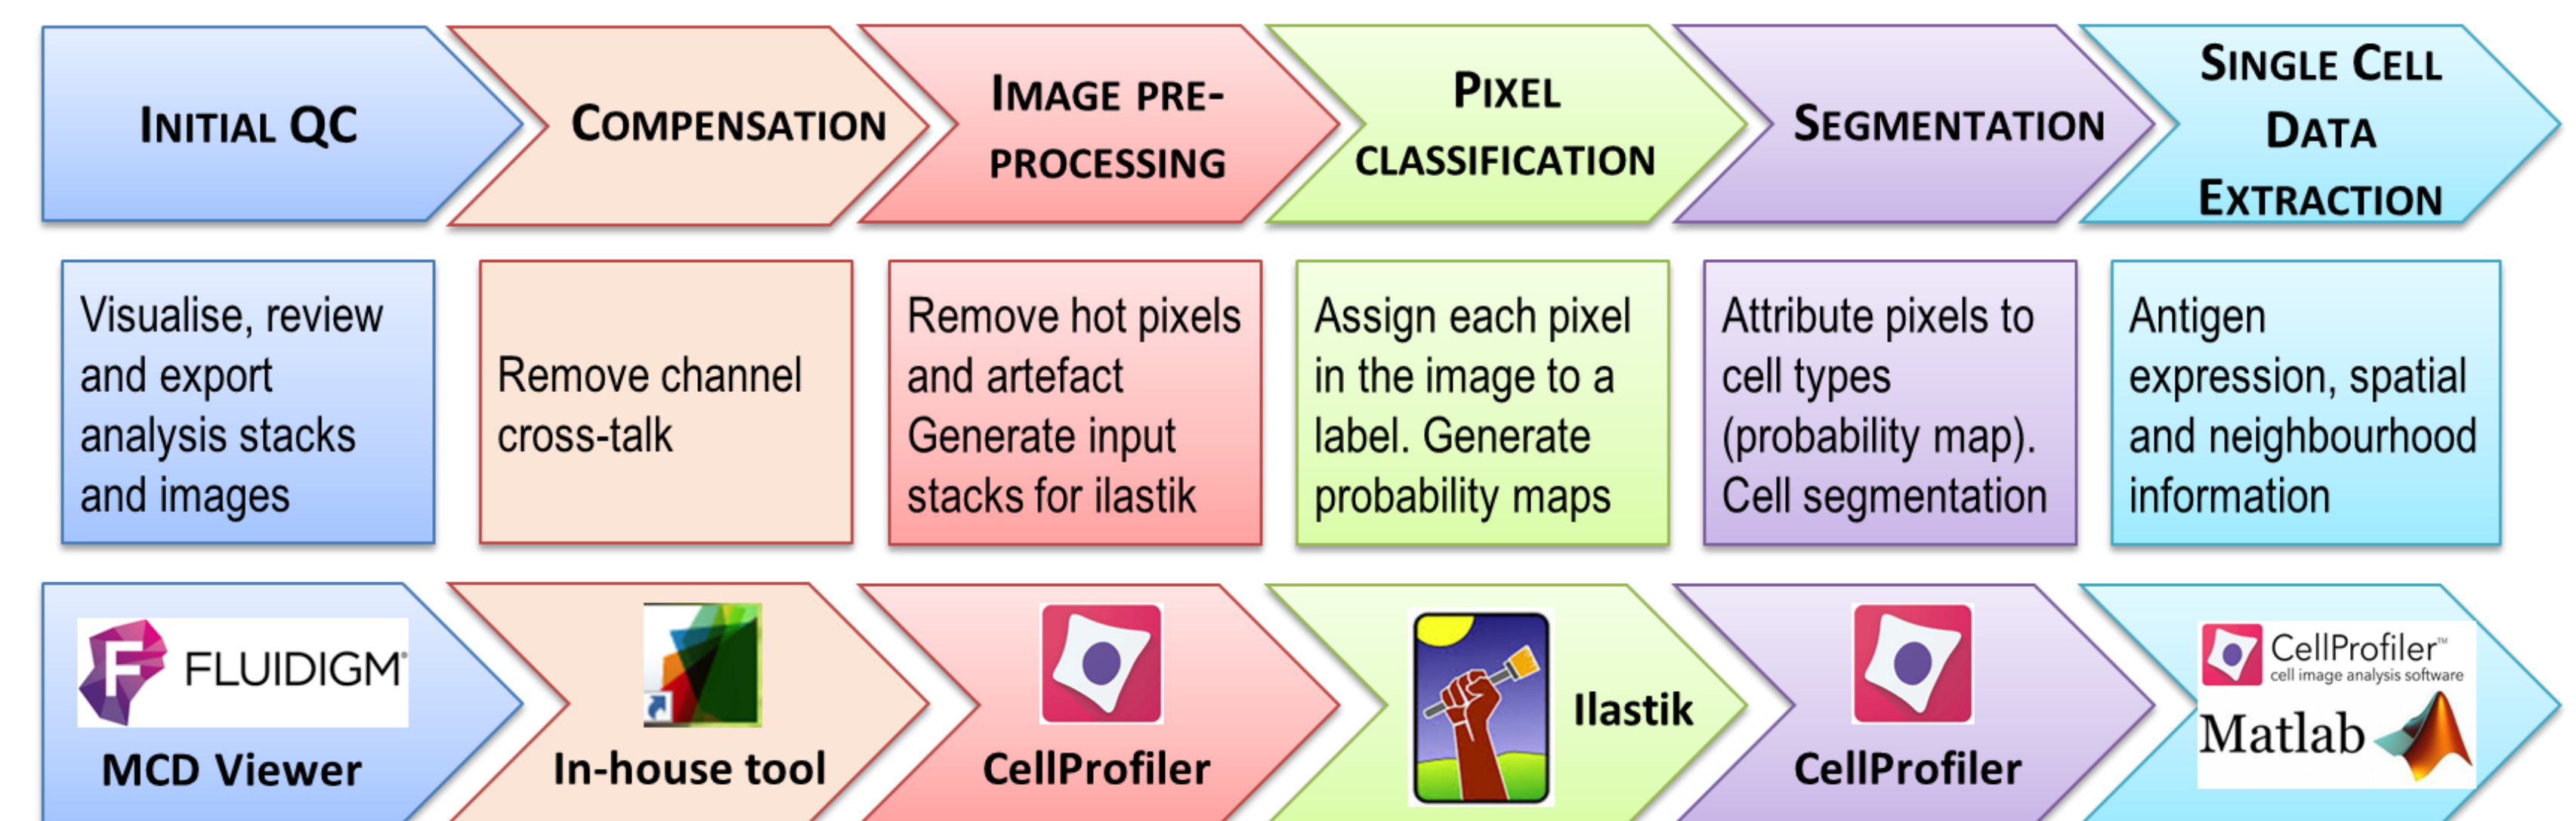 INITIAL QC
COMPENSATION
IMAGE PRE-
PROCESSING
PIXEL
CLASSIFICATION
SEGMENTATION
SINGLE CELL
DATA
EXTRACTION
Visualise, review
and export
analysis stacks
and images
Remove channel
cross-talk
Remove hot pixels
and artefact
Generate input
stacks for ilastik
Assign each pixel
in the image to a
label. Generate
probability maps
Attribute pixels to
cell types
(probability map).
Cell segmentation
Antigen
expression, spatial
and neighbourhood
information
F FLUIDIGM®
MCD Viewer
In-house tool
CellProfiler
Ilastik
CellProfiler
CellProfiler™
cell image analysis software
Matlab